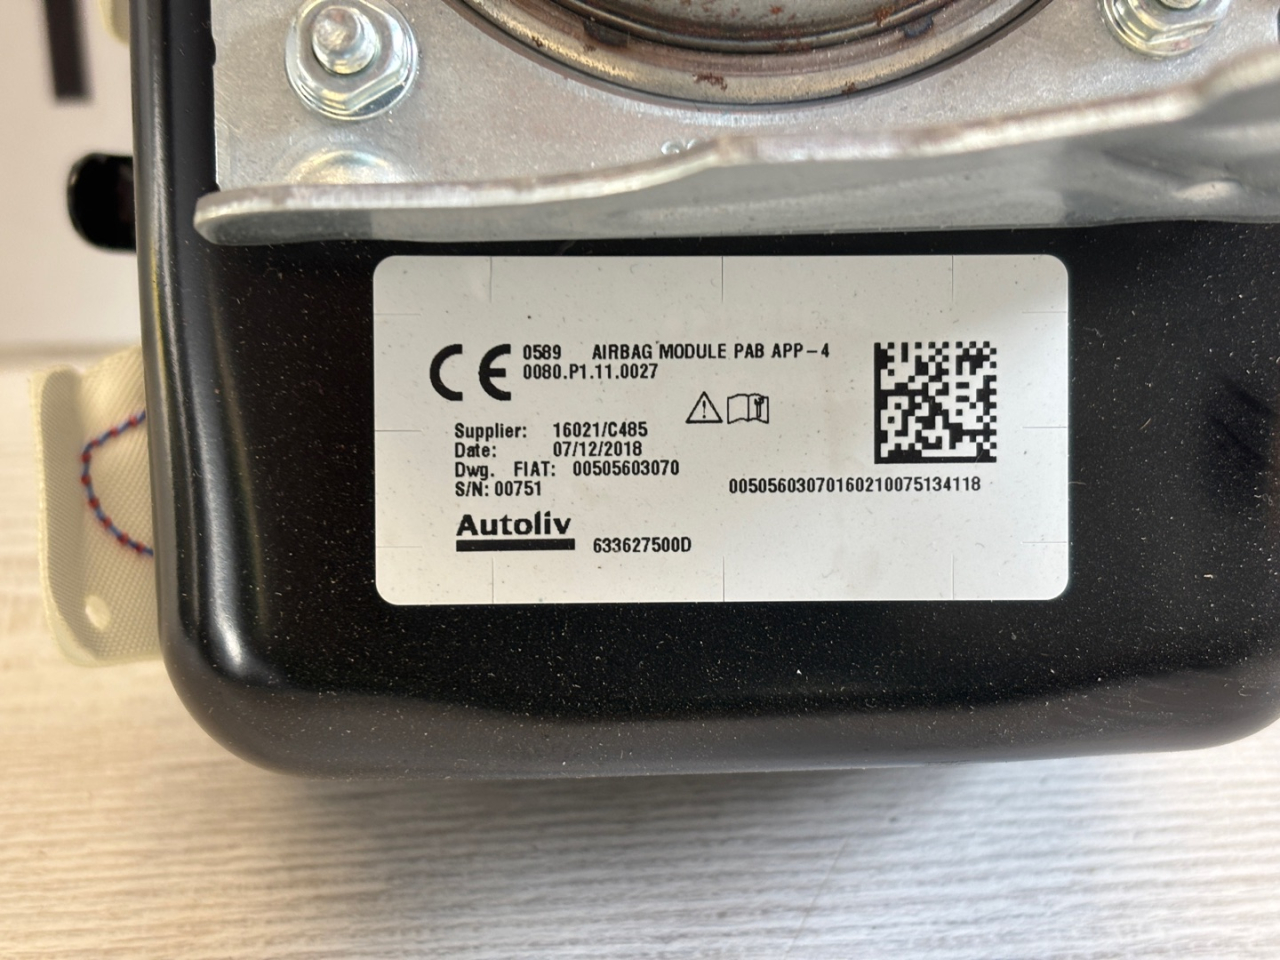 CE 0589 AIRBAG MODULE PAB APP-4
0080.P1.11.0027
Supplier: 16021/C485
Date: 07/12/2018
Dwg. FIAT: 00505603070
S/N: 00751
00505603070160210075134118
Autoliv
633627500D